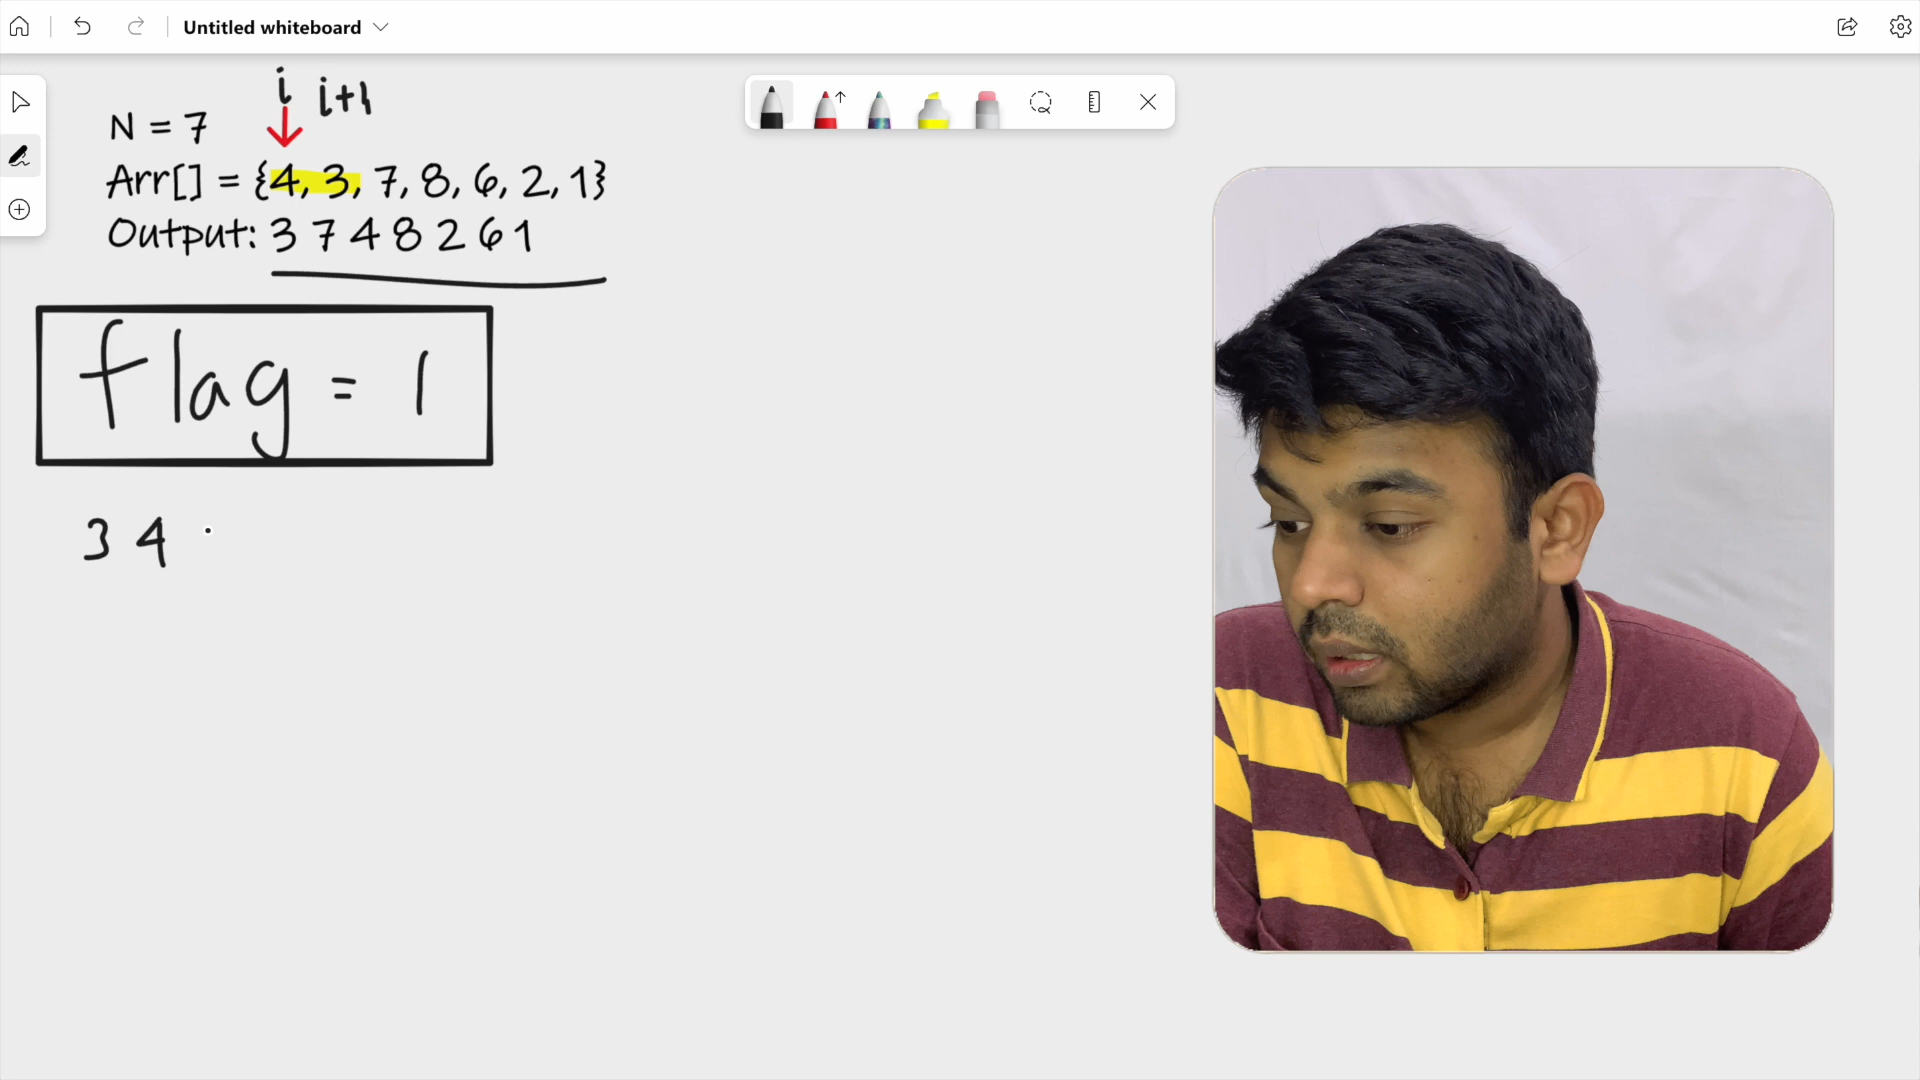 Untitled whiteboard
i i+1
N = 7
Arr[] = {4, 3, 7, 8, 6, 2, 1}
Output: 3 7 4 8 2 6 1
flag = 1
3 4